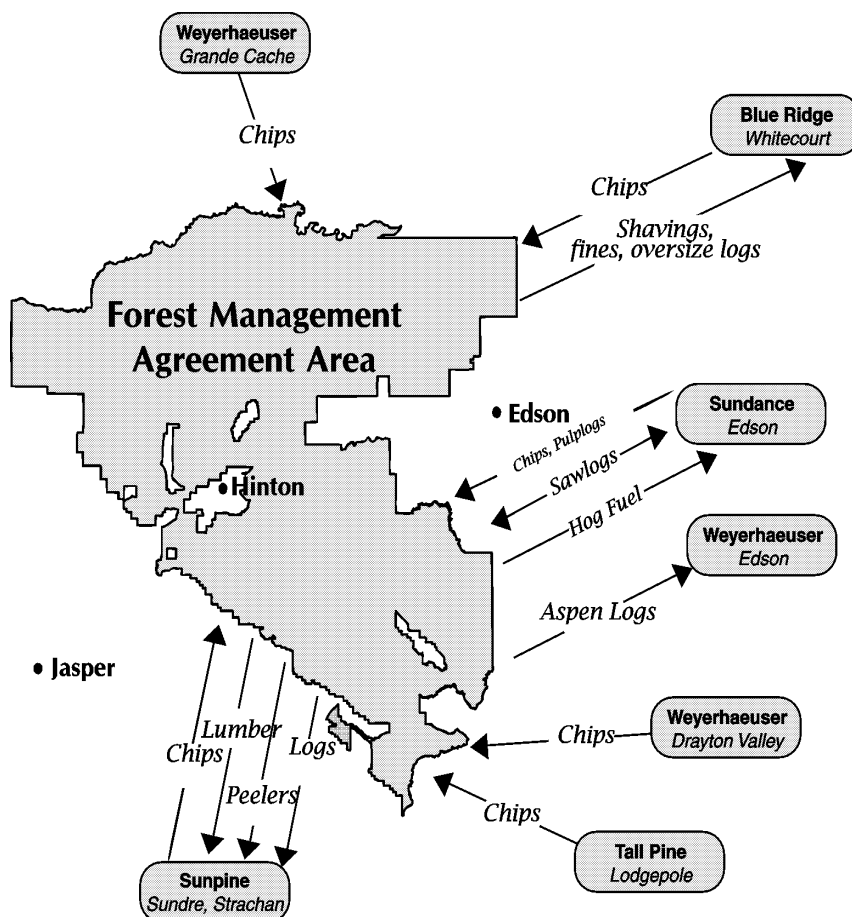 Weyerhaeuser
Grande Cache
Chips
Blue Ridge
Whitecourt
Chips
Shavings,
fines, oversize logs
Forest Management
Agreement Area
Edson
Sundance
Edson
Chips, Pulplogs
Sawlogs
Hog Fuel
Hinton
Weyerhaeuser
Edson
Aspen Logs
Jasper
Weyerhaeuser
Drayton Valley
Chips
Lumber
Chips
Logs
Peelers
Chips
Tall Pine
Lodgepole
Sunpine
Sundre, Strachan